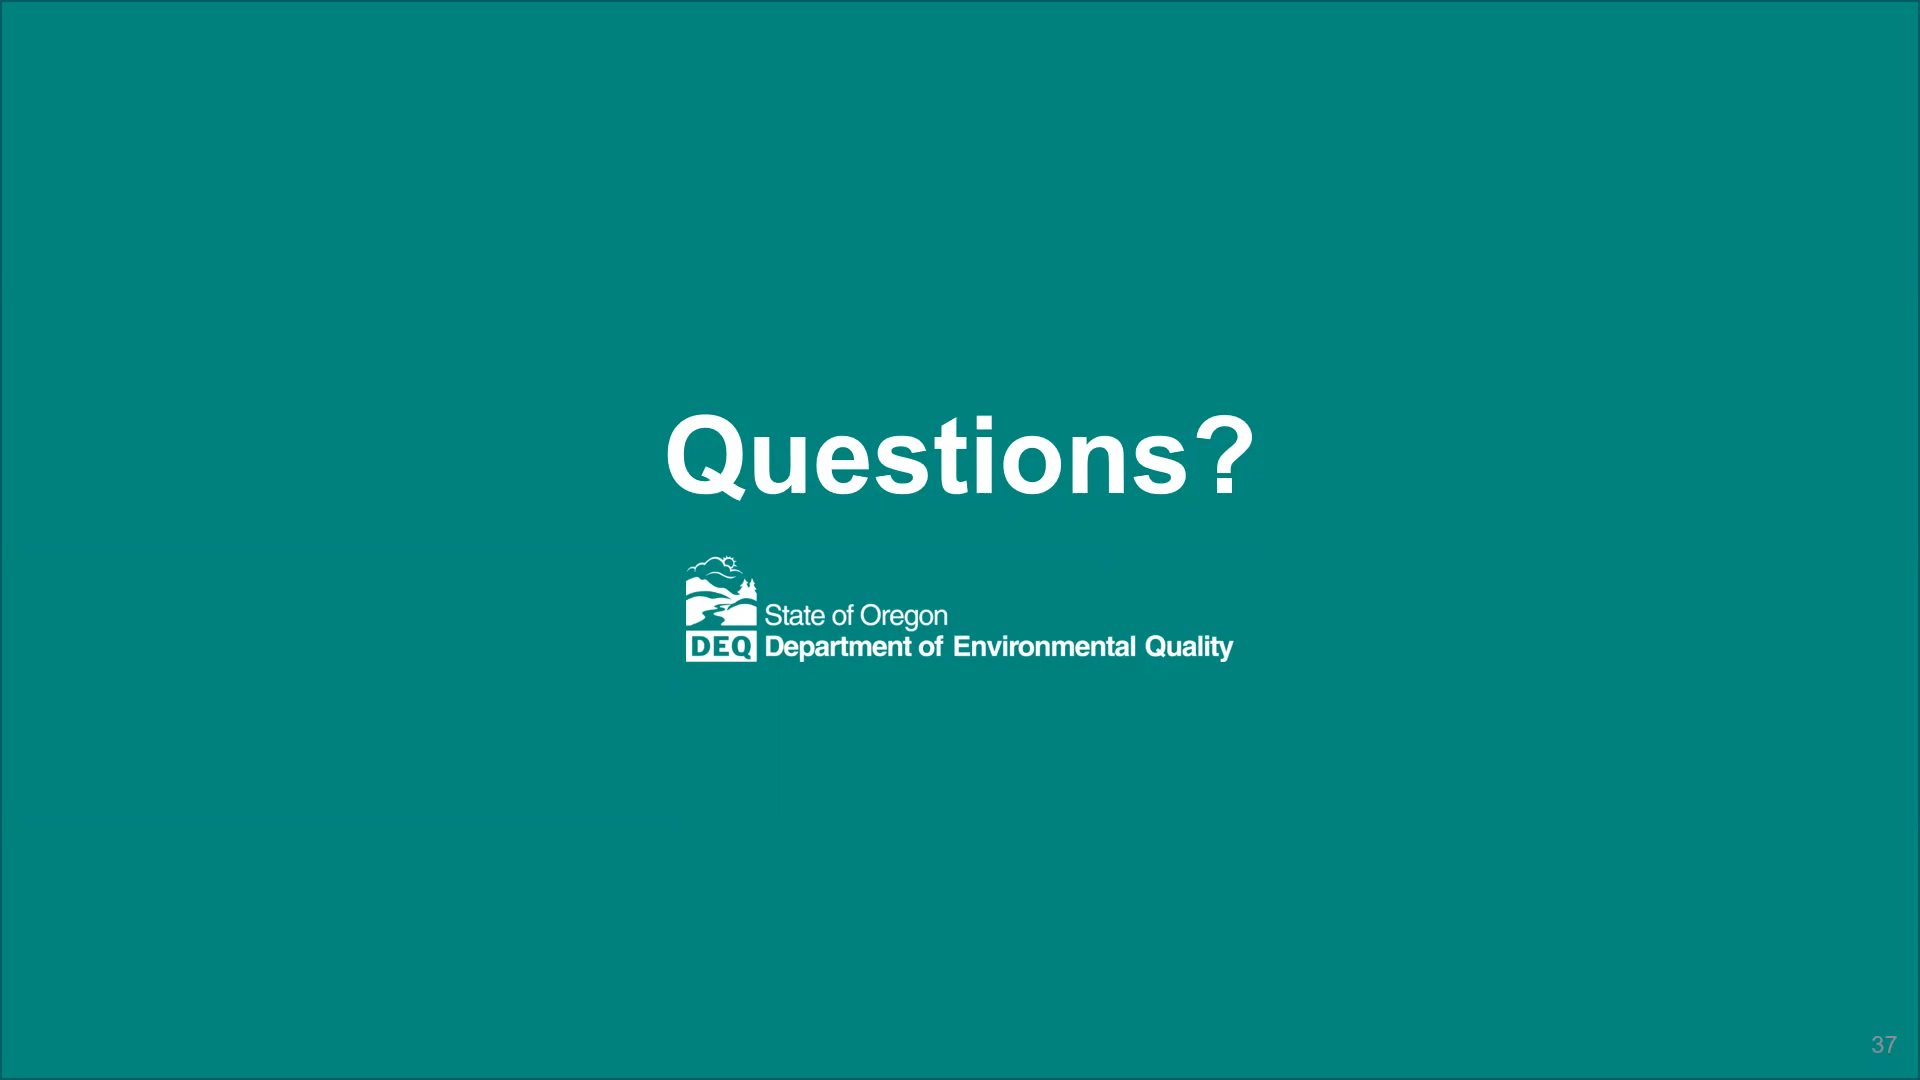 Questions?
State of Oregon
DEQ Department of Environmental Quality
37